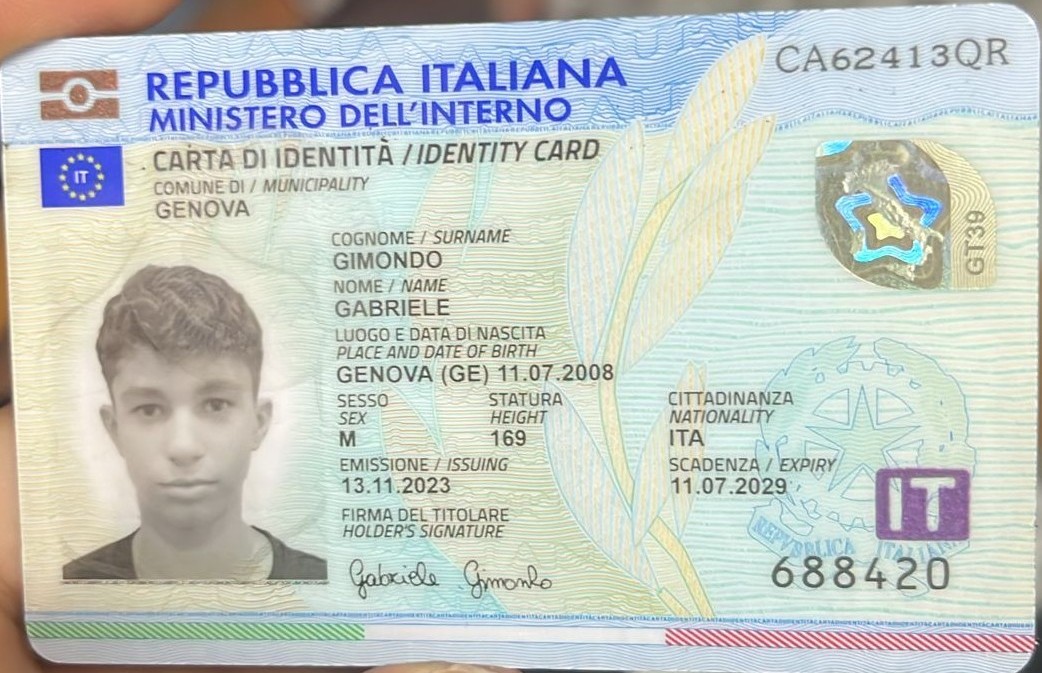 CA62413QR
REPUBBLICA ITALIANA
MINISTERO DELL'INTERNO
IT
CARTA DI IDENTITÀ / IDENTITY CARD
COMUNE DI / MUNICIPALITY
GENOVA
GT39
COGNOME / SURNAME
GIMONDO
NOME / NAME
GABRIELE
LUOGO E DATA DI NASCITA
PLACE AND DATE OF BIRTH
GENOVA (GE) 11.07.2008
SESSO STATURA CITTADINANZA
SEX HEIGHT NATIONALITY
M 169 ITA
EMISSIONE / ISSUING SCADENZA / EXPIRY
13.11.2023 11.07.2029
IT
FIRMA DEL TITOLARE
HOLDER'S SIGNATURE
REPVBBLICA ITALIANA
Gabriele Gimondo
688420